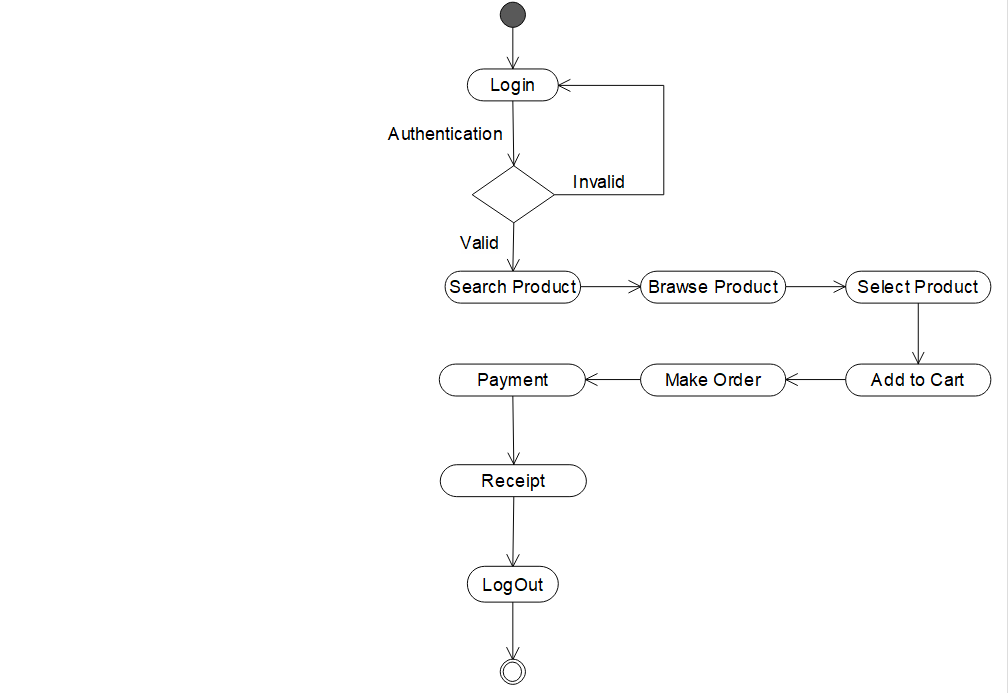 Login
Authentication
Invalid
Valid
Search Product
Brawse Product
Select Product
Payment
Make Order
Add to Cart
Receipt
LogOut